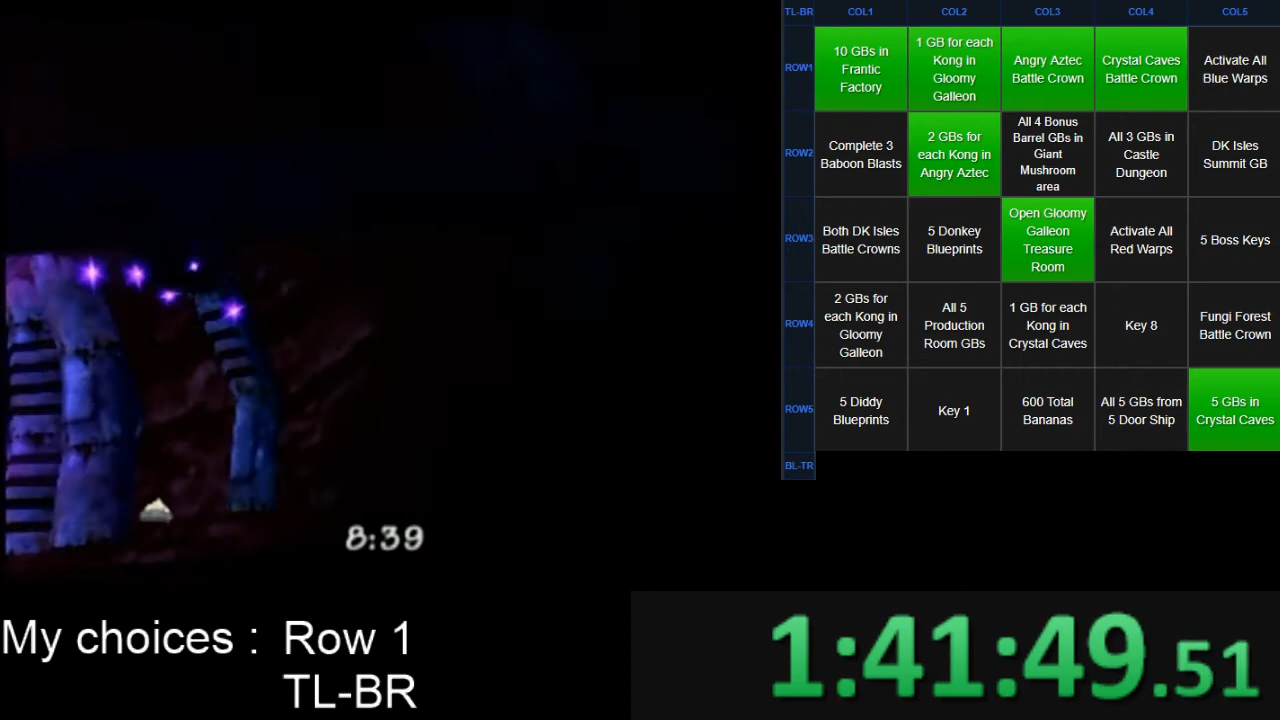 TL-BR COL1 COL2 COL3 COL4 COL5
ROW1
10 GBs in
Frantic
Factory
1 GB for each
Kong in
Gloomy
Galleon
Angry Aztec
Battle Crown
Crystal Caves
Battle Crown
Activate All
Blue Warps
ROW2
Complete 3
Baboon Blasts
2 GBs for
each Kong in
Angry Aztec
All 4 Bonus
Barrel GBs in
Giant
Mushroom
area
All 3 GBs in
Castle
Dungeon
DK Isles
Summit GB
ROW3
Both DK Isles
Battle Crowns
5 Donkey
Blueprints
Open Gloomy
Galleon
Treasure
Room
Activate All
Red Warps
5 Boss Keys
ROW4
2 GBs for
each Kong in
Gloomy
Galleon
All 5
Production
Room GBs
1 GB for each
Kong in
Crystal Caves
Key 8
Fungi Forest
Battle Crown
ROW5
5 Diddy
Blueprints
Key 1
600 Total
Bananas
All 5 GBs from
5 Door Ship
5 GBs in
Crystal Caves
BL-TR
8:39
My choices : Row 1
TL-BR
1:41:49.51